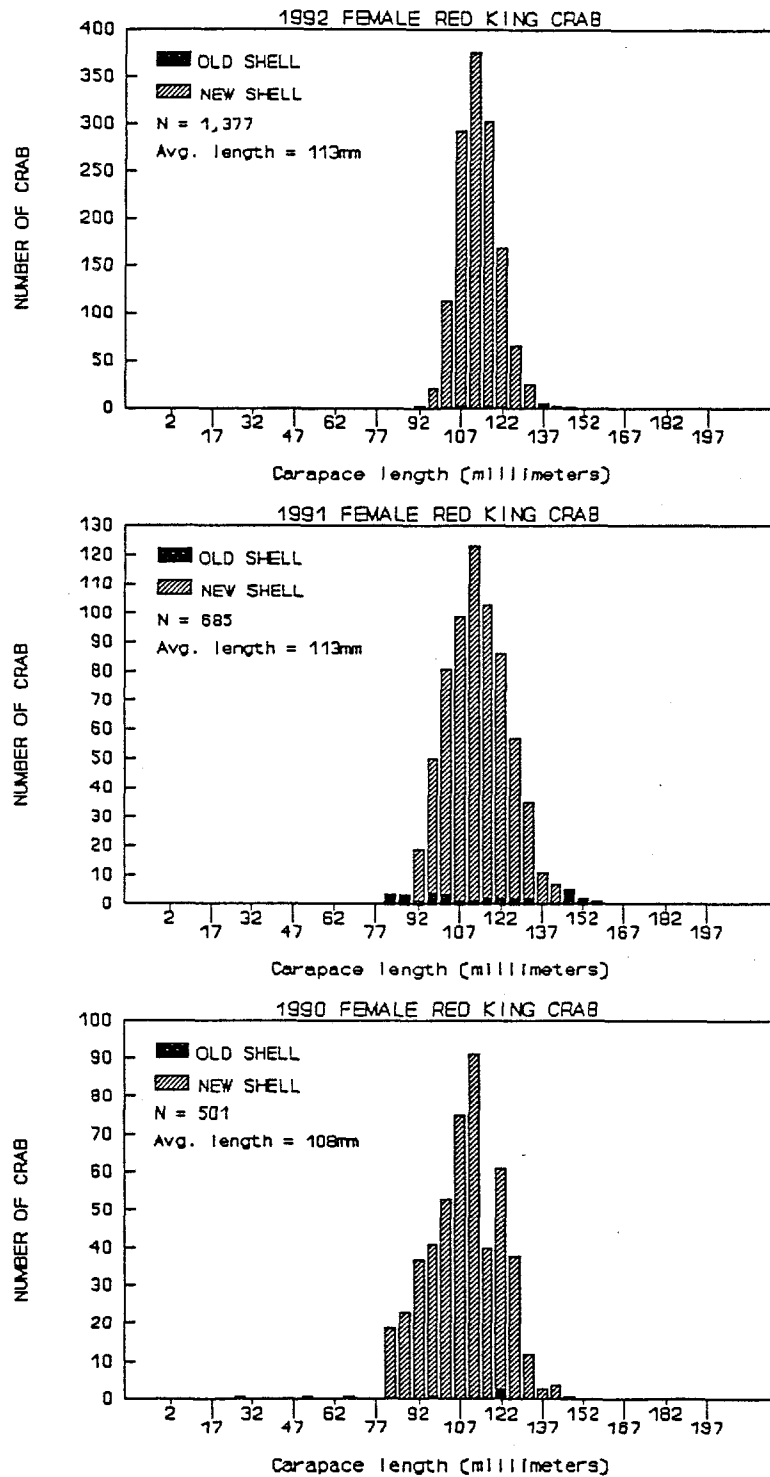 1992 FEMALE RED KING CRAB
400
350
300
250
200
150
100
50
0
NUMBER OF CRAB
OLD SHELL
NEW SHELL
N = 1,377
Avg. length = 113mm
2 32 62 92 122 152 182
17 47 77 107 137 167 197
Carapace length (millimeters)
1991 FEMALE RED KING CRAB
130
120
110
100
90
80
70
60
50
40
30
20
10
0
NUMBER OF CRAB
OLD SHELL
NEW SHELL
N = 685
Avg. length = 113mm
2 32 62 92 122 152 182
17 47 77 107 137 167 197
Carapace length (millimeters)
1990 FEMALE RED KING CRAB
100
90
80
70
60
50
40
30
20
10
0
NUMBER OF CRAB
OLD SHELL
NEW SHELL
N = 501
Avg. length = 108mm
2 32 62 92 122 152 182
17 47 77 107 137 167 197
Carapace length (millimeters)